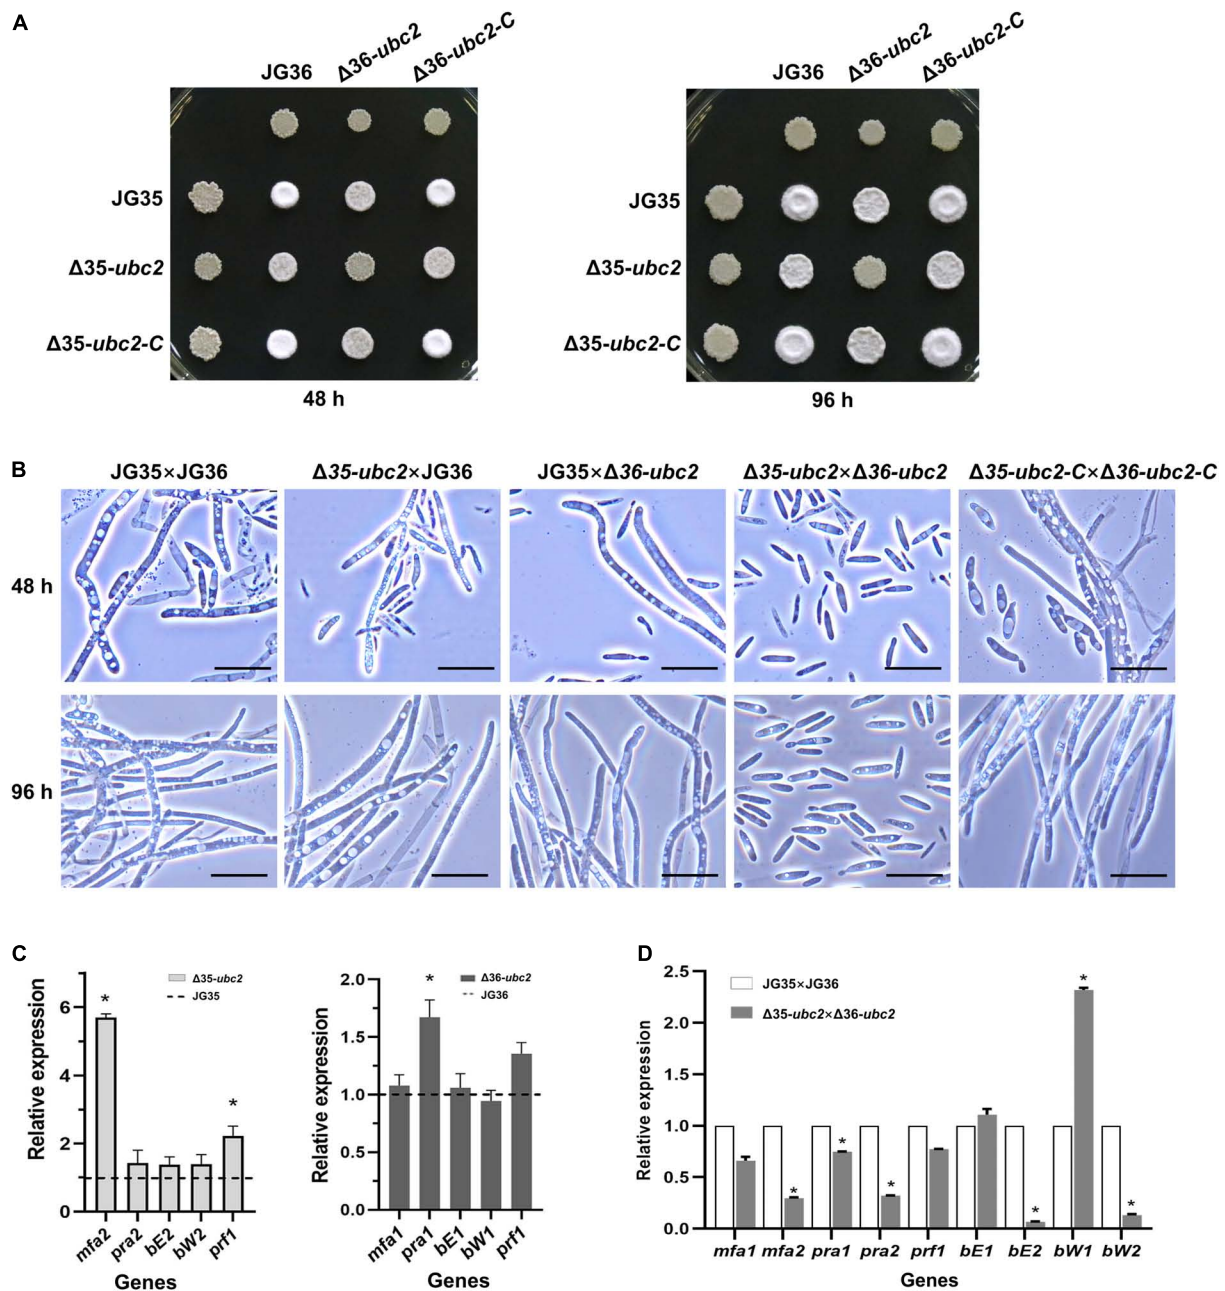 A
JG36 Δ36-ubc2 Δ36-ubc2-C
JG35
Δ35-ubc2
Δ35-ubc2-C
48 h
JG36 Δ36-ubc2 Δ36-ubc2-C
JG35
Δ35-ubc2
Δ35-ubc2-C
96 h
B
JG35×JG36 Δ35-ubc2×JG36 JG35×Δ36-ubc2 Δ35-ubc2×Δ36-ubc2 Δ35-ubc2-C×Δ36-ubc2-C
48 h
96 h
C
Relative expression
6
4
2
0
* *
Δ35-ubc2
JG35
mfa2 pra2 bE2 bW2 prf1
Genes
Relative expression
2.0
1.5
1.0
0.5
0.0
*
Δ36-ubc2
JG36
mfa1 pra1 bE1 bW1 prf1
Genes
D
Relative expression
2.5
2.0
1.5
1.0
0.5
0.0
JG35×JG36
Δ35-ubc2×Δ36-ubc2
* * * * * *
mfa1 mfa2 pra1 pra2 prf1 bE1 bE2 bW1 bW2
Genes